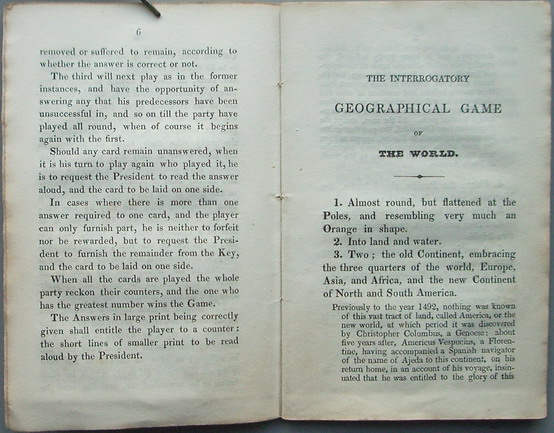 6
removed or suffered to remain, according to
whether the answer is correct or not.
The third will next play as in the former
instances, and have the opportunity of an-
swering any that his predecessors have been
unsuccessful in, and so on till the party have
played all round, when of course it begins
again with the first.
Should any card remain unanswered, when
it is his turn to play again who played it, he
is to request the President to read the answer
aloud, and the card to be laid on one side.
In cases where there is more than one
answer required to one card, and the player
can only furnish part, he is neither to forfeit
nor be rewarded, but to request the Presi-
dent to furnish the remainder from the Key,
and the card to be laid on one side.
When all the cards are played the whole
party reckon their counters, and the one who
has the greatest number wins the Game.
The Answers in large print being correctly
given shall entitle the player to a counter:
the short lines of smaller print to be read
aloud by the President.
THE INTERROGATORY
GEOGRAPHICAL GAME
OF
THE WORLD.
1. Almost round, but flattened at the
Poles, and resembling very much an
Orange in shape.
2. Into land and water.
3. Two; the old Continent, embracing
the three quarters of the world, Europe,
Asia, and Africa, and the new Continent
of North and South America.
Previously to the year 1492, nothing was known
of this vast tract of land, called America, or the
new world, at which period it was discovered
by Christopher Columbus, a Genoese: about
five years after, Americus Vespucius, a Floren-
tine, having accompanied a Spanish navigator
of the name of Ajeda to this continent, on his
return home, in an account of his voyage, insin-
uated that he was entitled to the glory of this